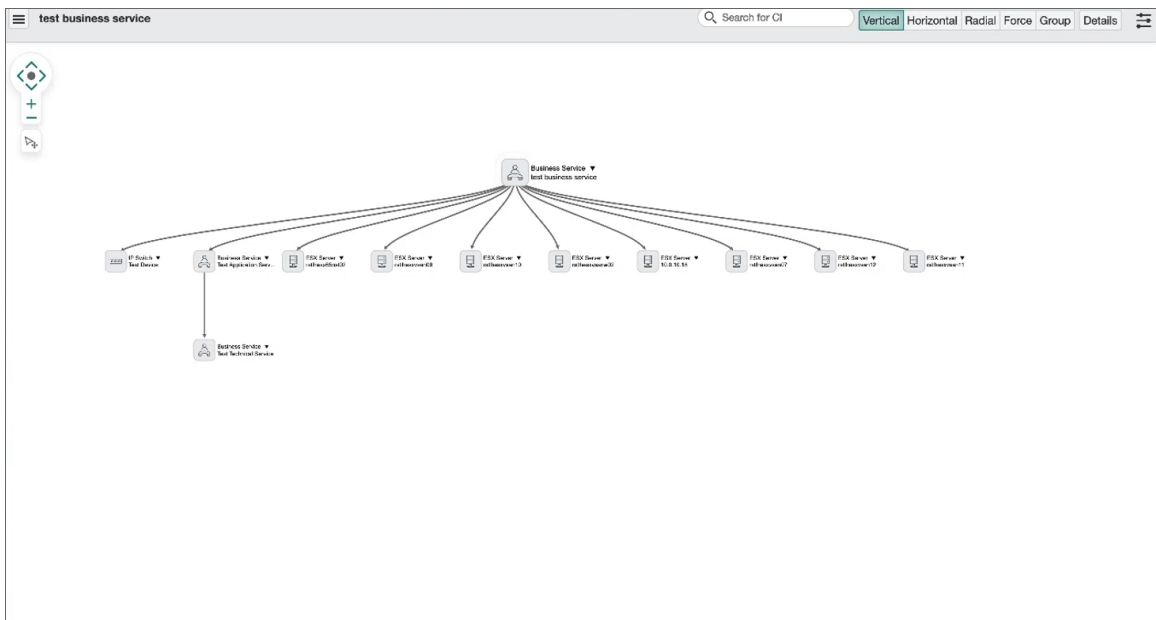 test business service
Search for CI
Vertical Horizontal Radial Force Group Details
Business Service ▼
test business service
IP Switch ▼
Test Device
Business Service ▼
Test Application Serv...
ESX Server ▼
ESX Server ▼
ESX Server ▼
ESX Server ▼
ESX Server ▼
10.0.16.18
ESX Server ▼
ESX Server ▼
ESX Server ▼
Business Service ▼
Test Technical Service